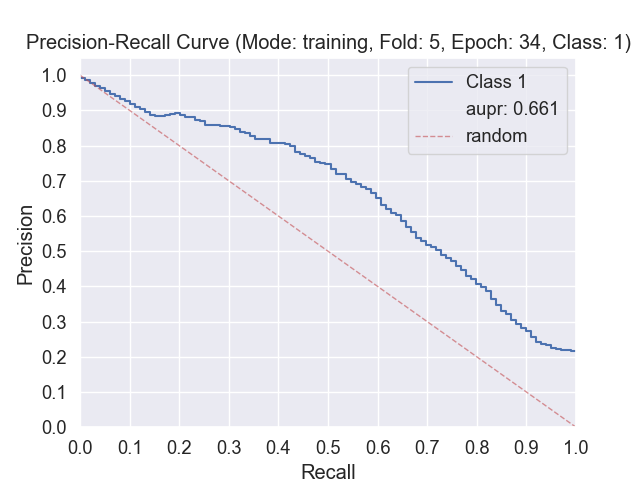 Precision-Recall Curve (Mode: training, Fold: 5, Epoch: 34, Class: 1)
1.0
0.9
0.8
0.7
0.6
0.5
0.4
0.3
0.2
0.1
0.0
Precision
Class 1
aupr: 0.661
random
0.0 0.1 0.2 0.3 0.4 0.5 0.6 0.7 0.8 0.9 1.0
Recall